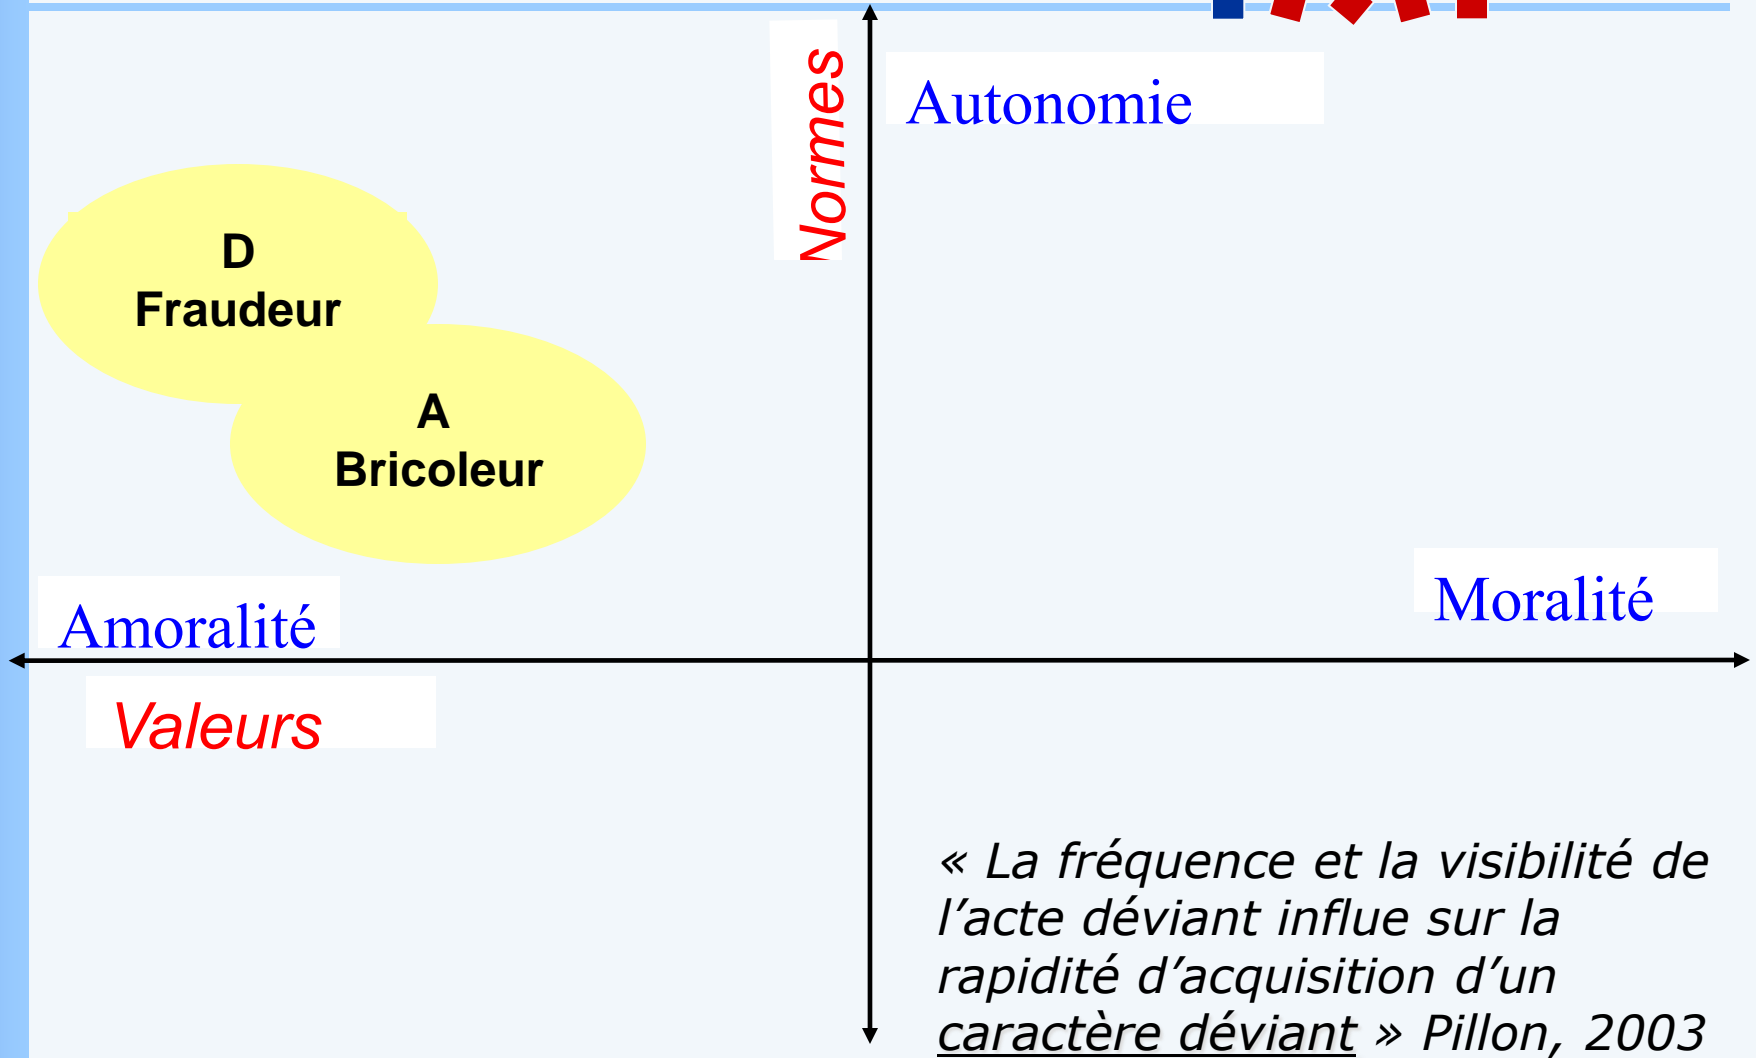 Normes
Autonomie
D
Fraudeur
A
Bricoleur
Amoralité
Moralité
Valeurs
« La fréquence et la visibilité de
l’acte déviant influe sur la
rapidité d’acquisition d’un
caractère déviant » Pillon, 2003